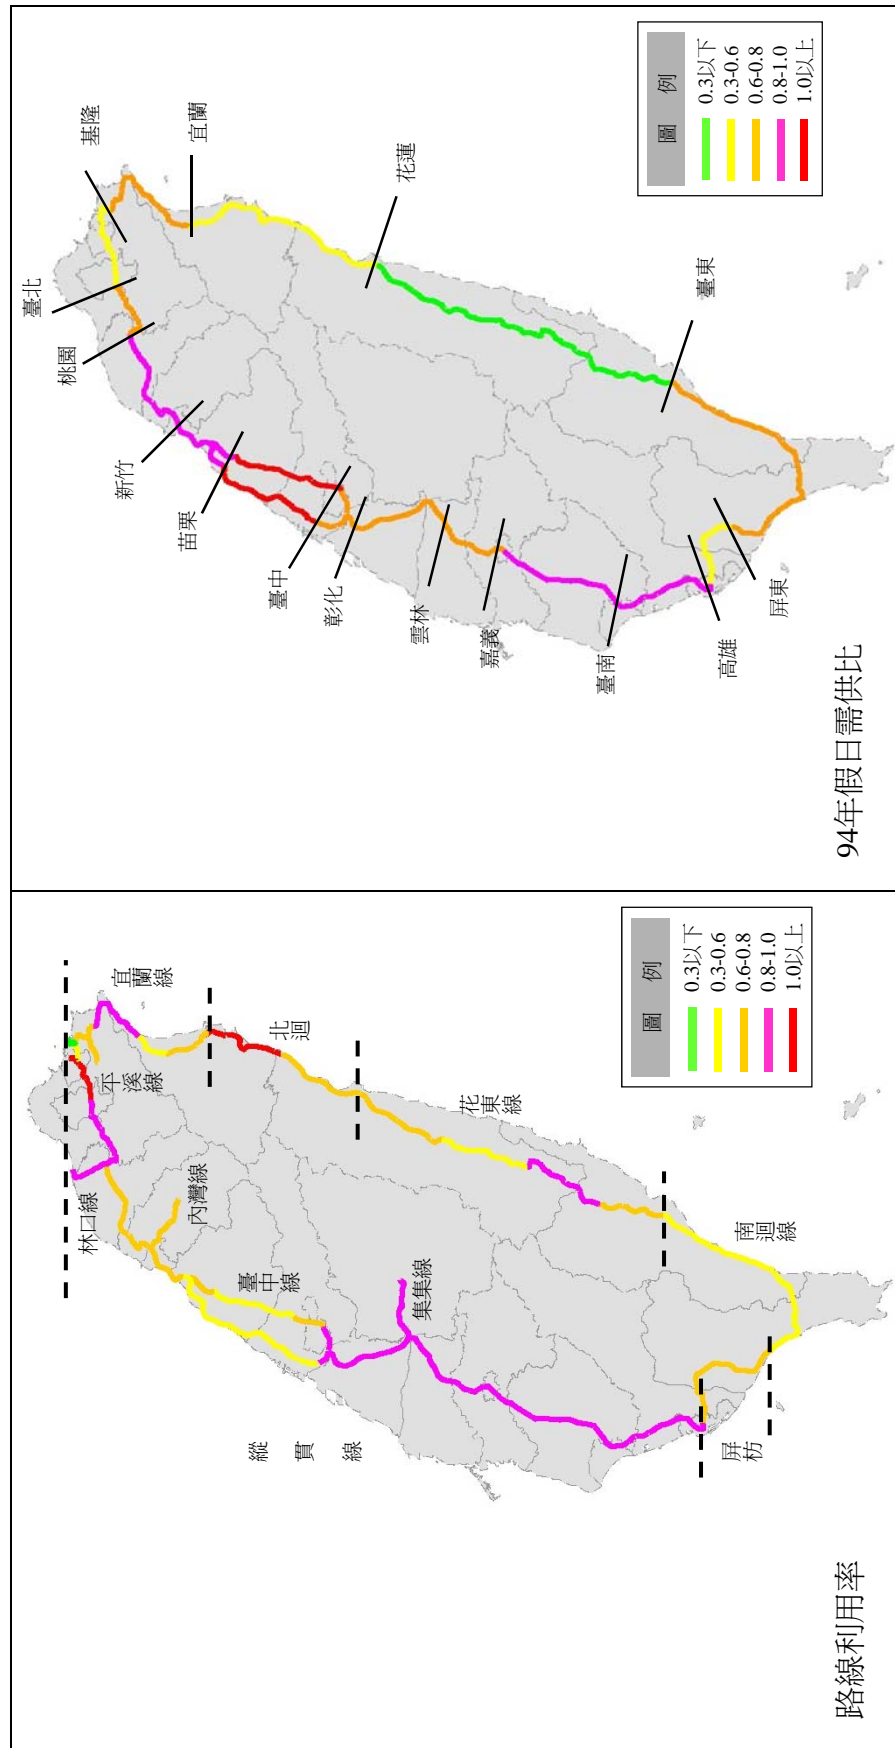 基隆
宜蘭
臺北
花蓮
桃園
臺東
新竹
苗栗
臺中
彰化
雲林
嘉義
臺南
高雄
屏東
圖 例
0.3以下
0.3-0.6
0.6-0.8
0.8-1.0
1.0以上
94年假日需供比
宜蘭線
平溪線
北迴
林口線
內灣線
花東線
臺中線
集集線
南迴線
縱貫線
屏枋
圖 例
0.3以下
0.3-0.6
0.6-0.8
0.8-1.0
1.0以上
路線利用率